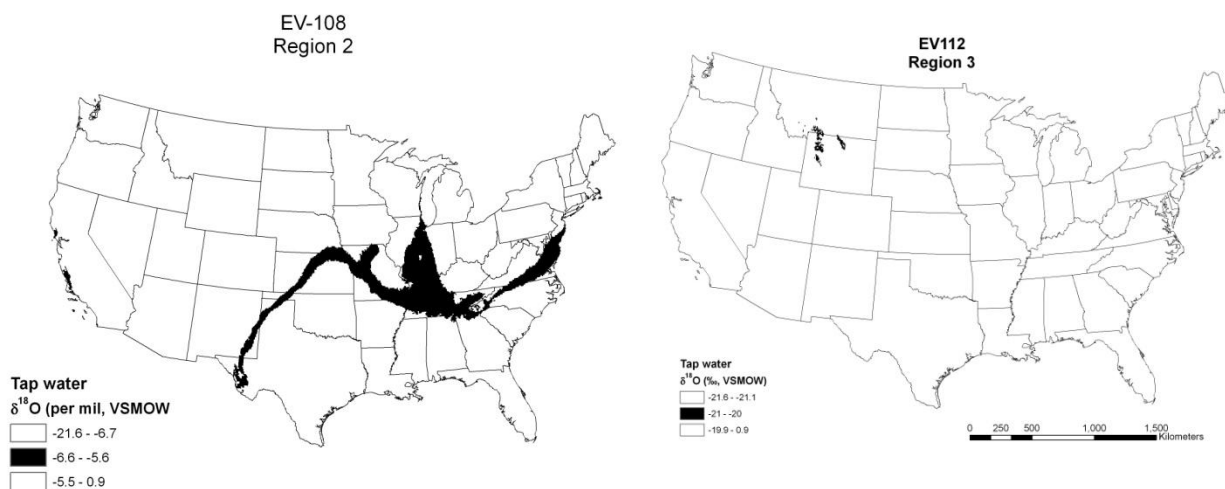 EV-108
Region 2
Tap water
δ¹⁸O (per mil, VSMOW
-21.6 - -6.7
-6.6 - -5.6
-5.5 - 0.9
EV112
Region 3
Tap water
δ¹⁸O (‰, VSMOW)
-21.6 - -21.1
-21 - -20
-19.9 - 0.9
0 250 500 1,000 1,500
Kilometers